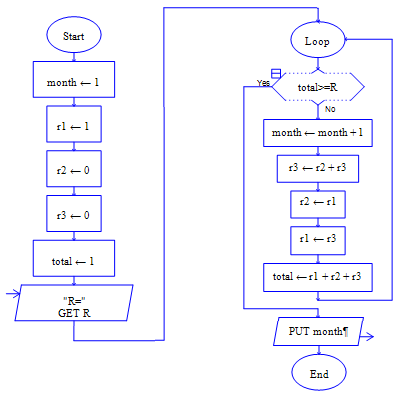 Start
month ← 1
r1 ← 1
r2 ← 0
r3 ← 0
total ← 1
"R="
GET R
Loop
total>=R
Yes
No
month ← month + 1
r3 ← r2 + r3
r2 ← r1
r1 ← r3
total ← r1 + r2 + r3
PUT month¶
End